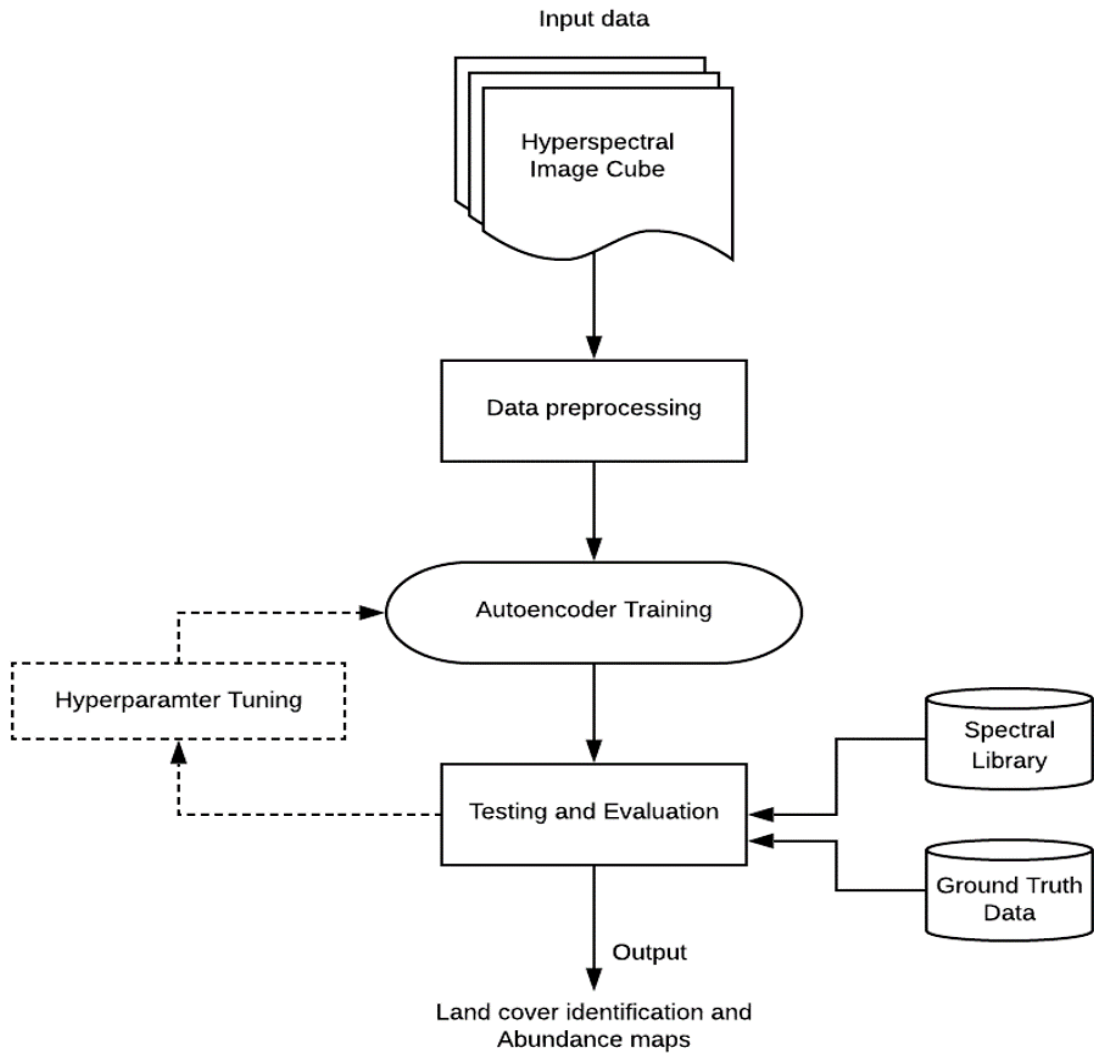 Input data
Hyperspectral
Image Cube
Data preprocessing
Autoencoder Training
Hyperparamter Tuning
Spectral
Library
Testing and Evaluation
Ground Truth
Data
Output
Land cover identification and
Abundance maps